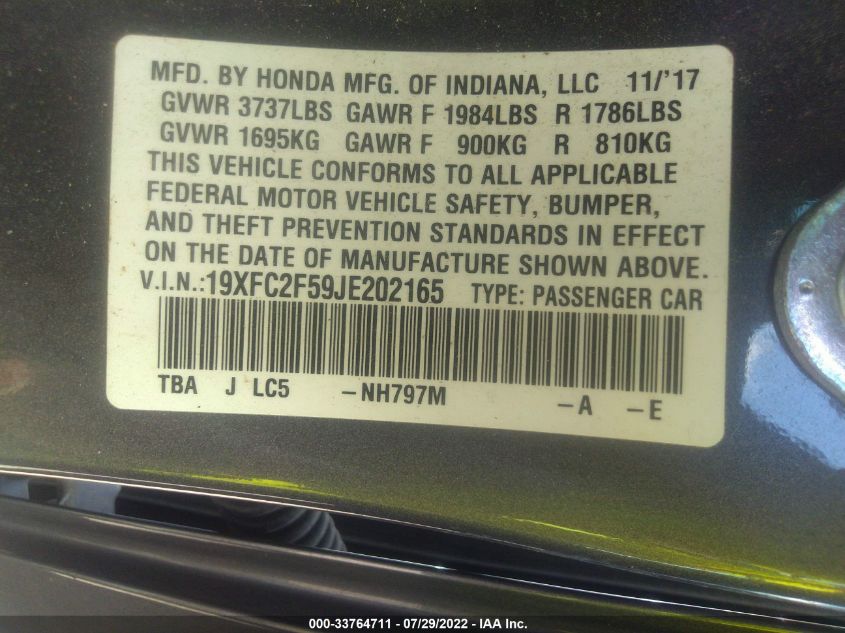 MFD. BY HONDA MFG. OF INDIANA, LLC 11/'17
GVWR 3737LBS GAWR F 1984LBS R 1786LBS
GVWR 1695KG GAWR F 900KG R 810KG
THIS VEHICLE CONFORMS TO ALL APPLICABLE
FEDERAL MOTOR VEHICLE SAFETY, BUMPER,
AND THEFT PREVENTION STANDARDS IN EFFECT
ON THE DATE OF MANUFACTURE SHOWN ABOVE.
V.I.N.:19XFC2F59JE202165 TYPE: PASSENGER CAR
TBA J LC5 -NH797M -A -E
000-33764711 — 07/29/2022 — IAA Inc.